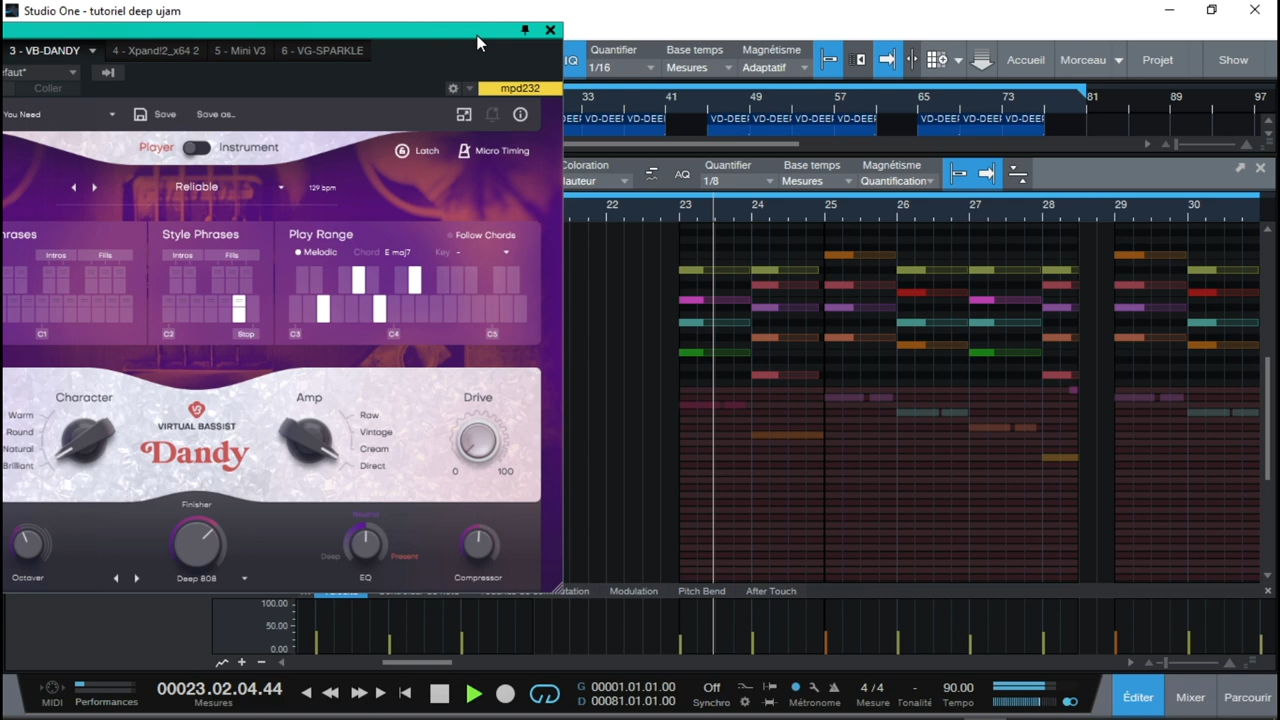 Studio One - tutoriel deep ujam
3 - VB-DANDY
4 - Xpand!2_x64 2
5 - Mini V3
6 - VG-SPARKLE
Coller
mpd232
You Need
Save
Save as..
Player
Instrument
Latch
Micro Timing
Reliable
129 bpm
Style Phrases
Play Range
Follow Chords
Intros
Fills
Intros
Fills
Melodic
Chord
E maj7
Key
-
C1
C2
Stop
C3
C4
C5
Character
Amp
Drive
Warm
Round
Natural
Brilliant
VIRTUAL BASSIST
Dandy
Raw
Vintage
Cream
Direct
0
100
Finisher
Neutral
Deep
Present
Octaver
Deep 808
EQ
Compressor
IQ
Quantifier
1/16
Base temps
Mesures
Magnétisme
Adaptatif
Accueil
Morceau
Projet
Show
33
41
49
57
65
73
81
89
97
Quantifier
Base temps
Magnétisme
AQ
1/8
Mesures
Quantification
22
23
24
25
26
27
28
29
30
Modulation
Pitch Bend
After Touch
100.00
50.00
0.00
MIDI
Performances
00023.02.04.44
Mesures
G 00001.01.01.00
D 00081.01.01.00
Off
Synchro
Métronome
4 / 4
Mesure
-
Tonalité
90.00
Tempo
Éditer
Mixer
Parcourir